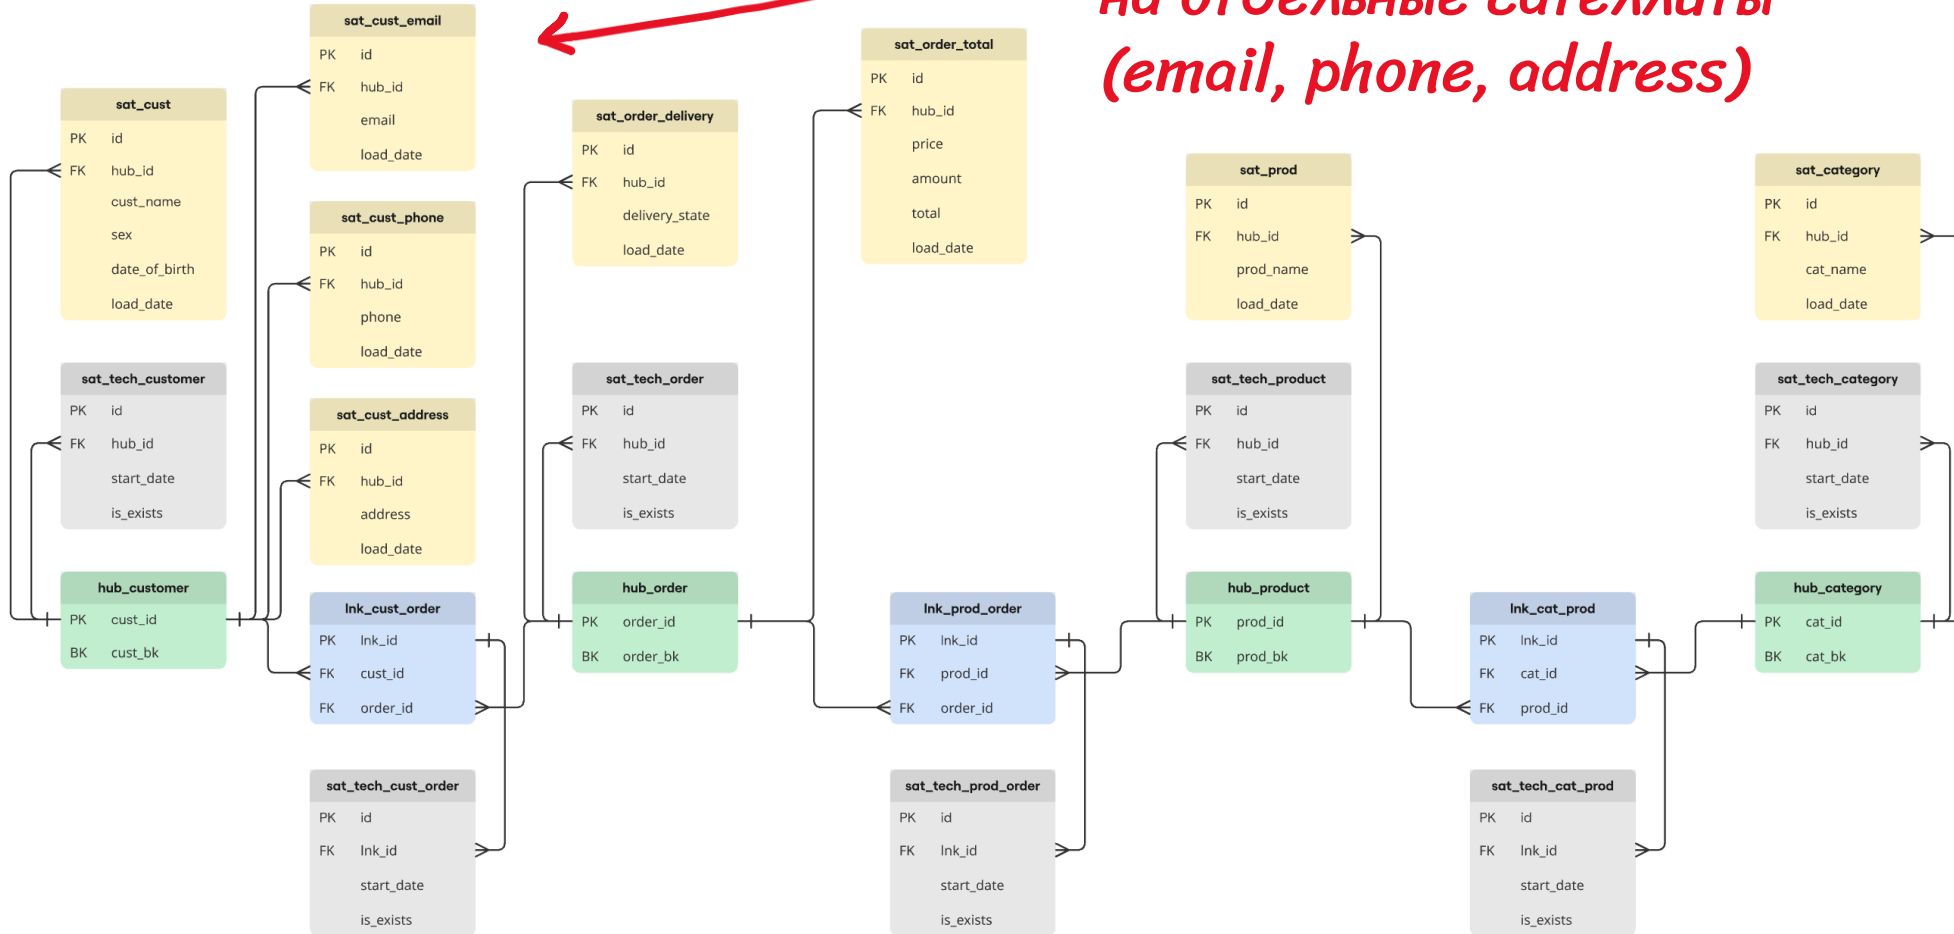 на отдельные сателлиты
(email, phone, address)
sat_cust
PK id
FK hub_id
cust_name
sex
date_of_birth
load_date
sat_cust_email
PK id
FK hub_id
email
load_date
sat_cust_phone
PK id
FK hub_id
phone
load_date
sat_cust_address
PK id
FK hub_id
address
load_date
sat_order_delivery
PK id
FK hub_id
delivery_state
load_date
sat_order_total
PK id
FK hub_id
price
amount
total
load_date
sat_prod
PK id
FK hub_id
prod_name
load_date
sat_category
PK id
FK hub_id
cat_name
load_date
sat_tech_customer
PK id
FK hub_id
start_date
is_exists
sat_tech_order
PK id
FK hub_id
start_date
is_exists
sat_tech_product
PK id
FK hub_id
start_date
is_exists
sat_tech_category
PK id
FK hub_id
start_date
is_exists
hub_customer
PK cust_id
BK cust_bk
lnk_cust_order
PK lnk_id
FK cust_id
FK order_id
hub_order
PK order_id
BK order_bk
lnk_prod_order
PK lnk_id
FK prod_id
FK order_id
hub_product
PK prod_id
BK prod_bk
lnk_cat_prod
PK lnk_id
FK cat_id
FK prod_id
hub_category
PK cat_id
BK cat_bk
sat_tech_cust_order
PK id
FK lnk_id
start_date
is_exists
sat_tech_prod_order
PK id
FK lnk_id
start_date
is_exists
sat_tech_cat_prod
PK id
FK lnk_id
start_date
is_exists